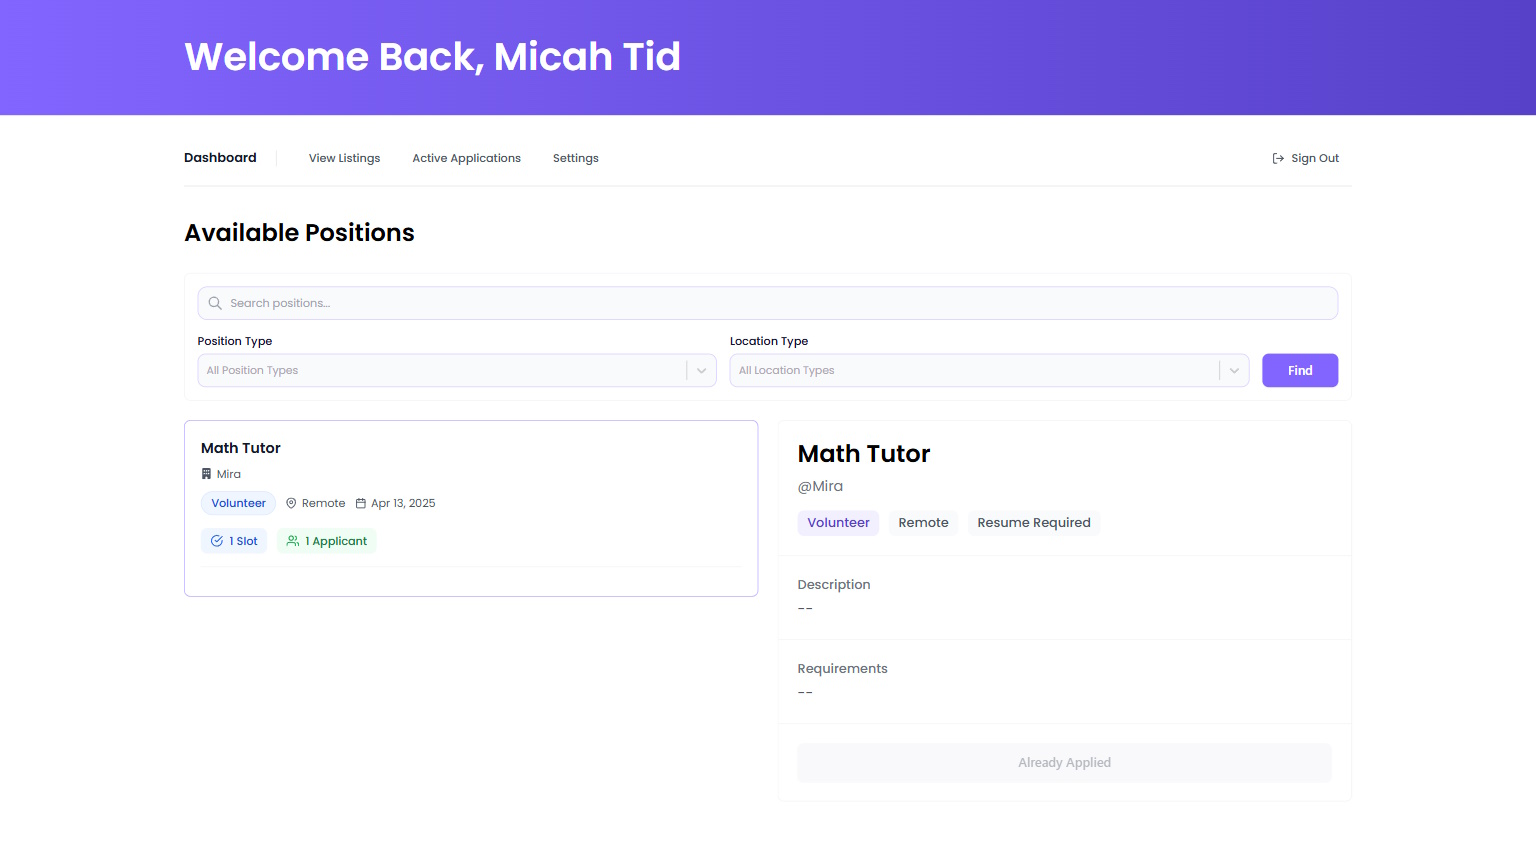 Welcome Back, Micah Tid
Dashboard View Listings Active Applications Settings Sign Out
Available Positions
Search positions...
Position Type Location Type
All Position Types All Location Types Find
Math Tutor
Mira
Volunteer Remote Apr 13, 2025
1 Slot 1 Applicant
Math Tutor
@Mira
Volunteer Remote Resume Required
Description
--
Requirements
--
Already Applied